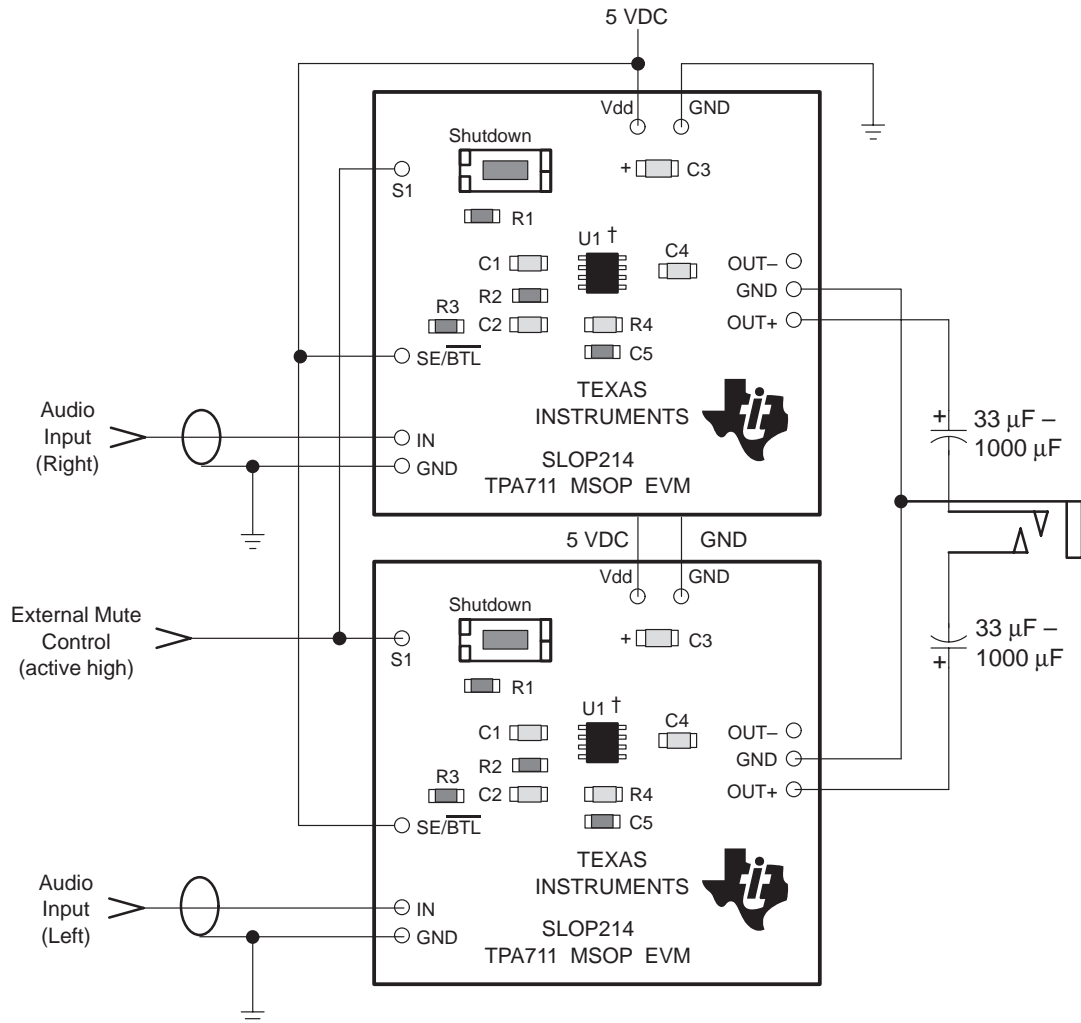 5 VDC
Vdd
GND
Shutdown
S1
+
C3
R1
U1 †
C1
C4
OUT–
R2
GND
R3
C2
R4
OUT+
SE/BTL
C5
TEXAS
INSTRUMENTS
Audio
Input
(Right)
IN
GND
SLOP214
TPA711 MSOP EVM
+
33 µF –
1000 µF
5 VDC
GND
Vdd
GND
External Mute
Control
(active high)
Shutdown
S1
+
C3
R1
33 µF –
1000 µF
+
U1 †
C1
C4
OUT–
R2
GND
R3
C2
R4
OUT+
SE/BTL
C5
TEXAS
INSTRUMENTS
Audio
Input
(Left)
IN
GND
SLOP214
TPA711 MSOP EVM